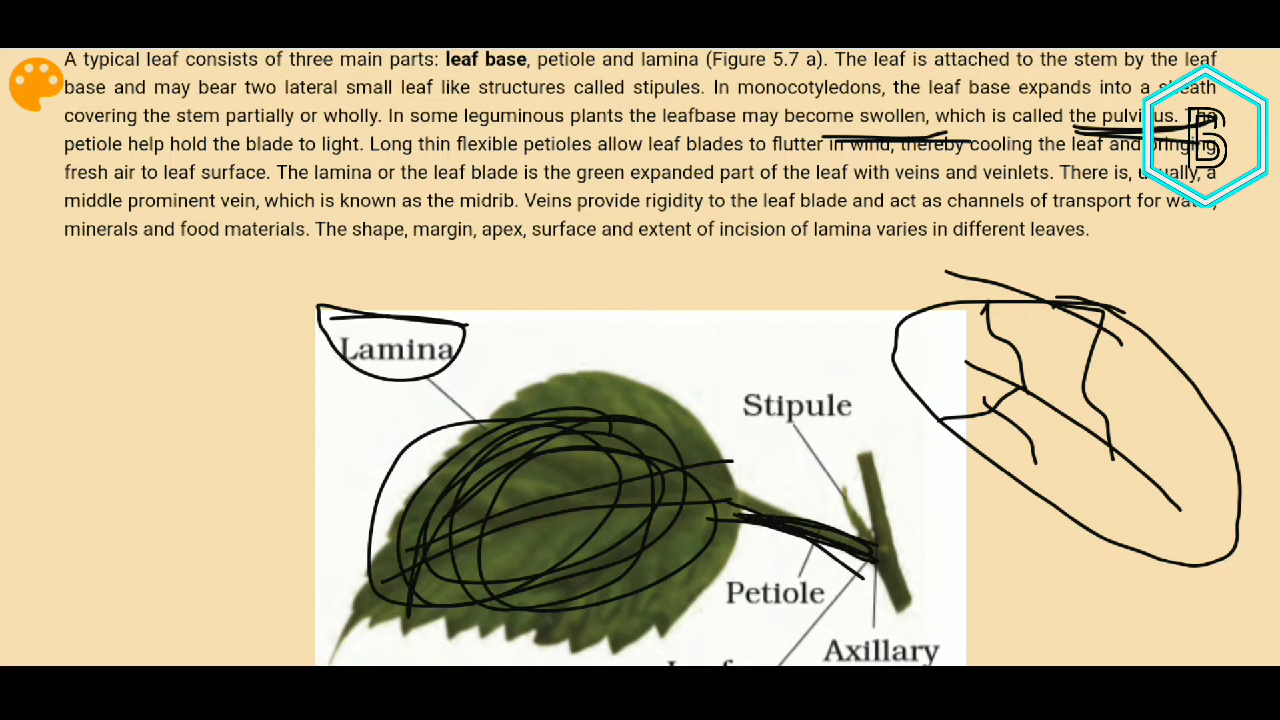 A typical leaf consists of three main parts: leaf base, petiole and lamina (Figure 5.7 a). The leaf is attached to the stem by the leaf
base and may bear two lateral small leaf like structures called stipules. In monocotyledons, the leaf base expands into a sheath
covering the stem partially or wholly. In some leguminous plants the leafbase may become swollen, which is called the pulvinus. The
petiole help hold the blade to light. Long thin flexible petioles allow leaf blades to flutter in wind, thereby cooling the leaf and bringing
fresh air to leaf surface. The lamina or the leaf blade is the green expanded part of the leaf with veins and veinlets. There is, usually, a
middle prominent vein, which is known as the midrib. Veins provide rigidity to the leaf blade and act as channels of transport for water,
minerals and food materials. The shape, margin, apex, surface and extent of incision of lamina varies in different leaves.
Lamina
Stipule
Petiole
Axillary